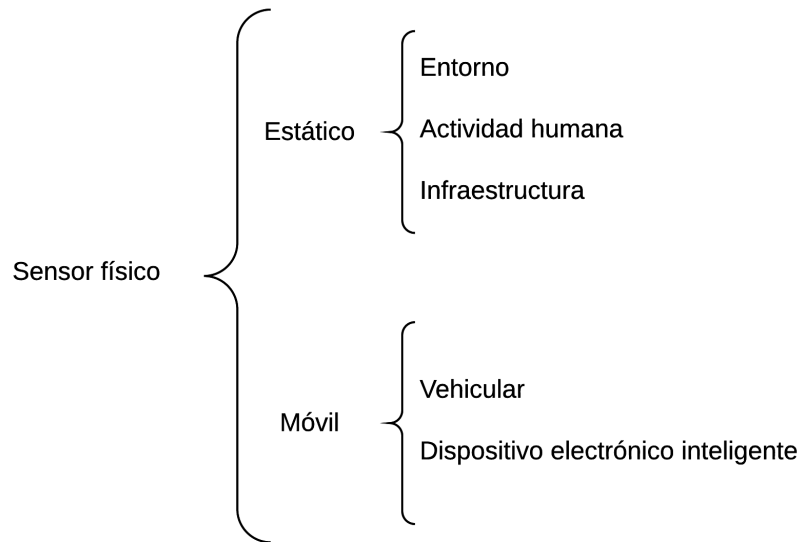 Sensor físico
Estático
Entorno
Actividad humana
Infraestructura
Móvil
Vehicular
Dispositivo electrónico inteligente